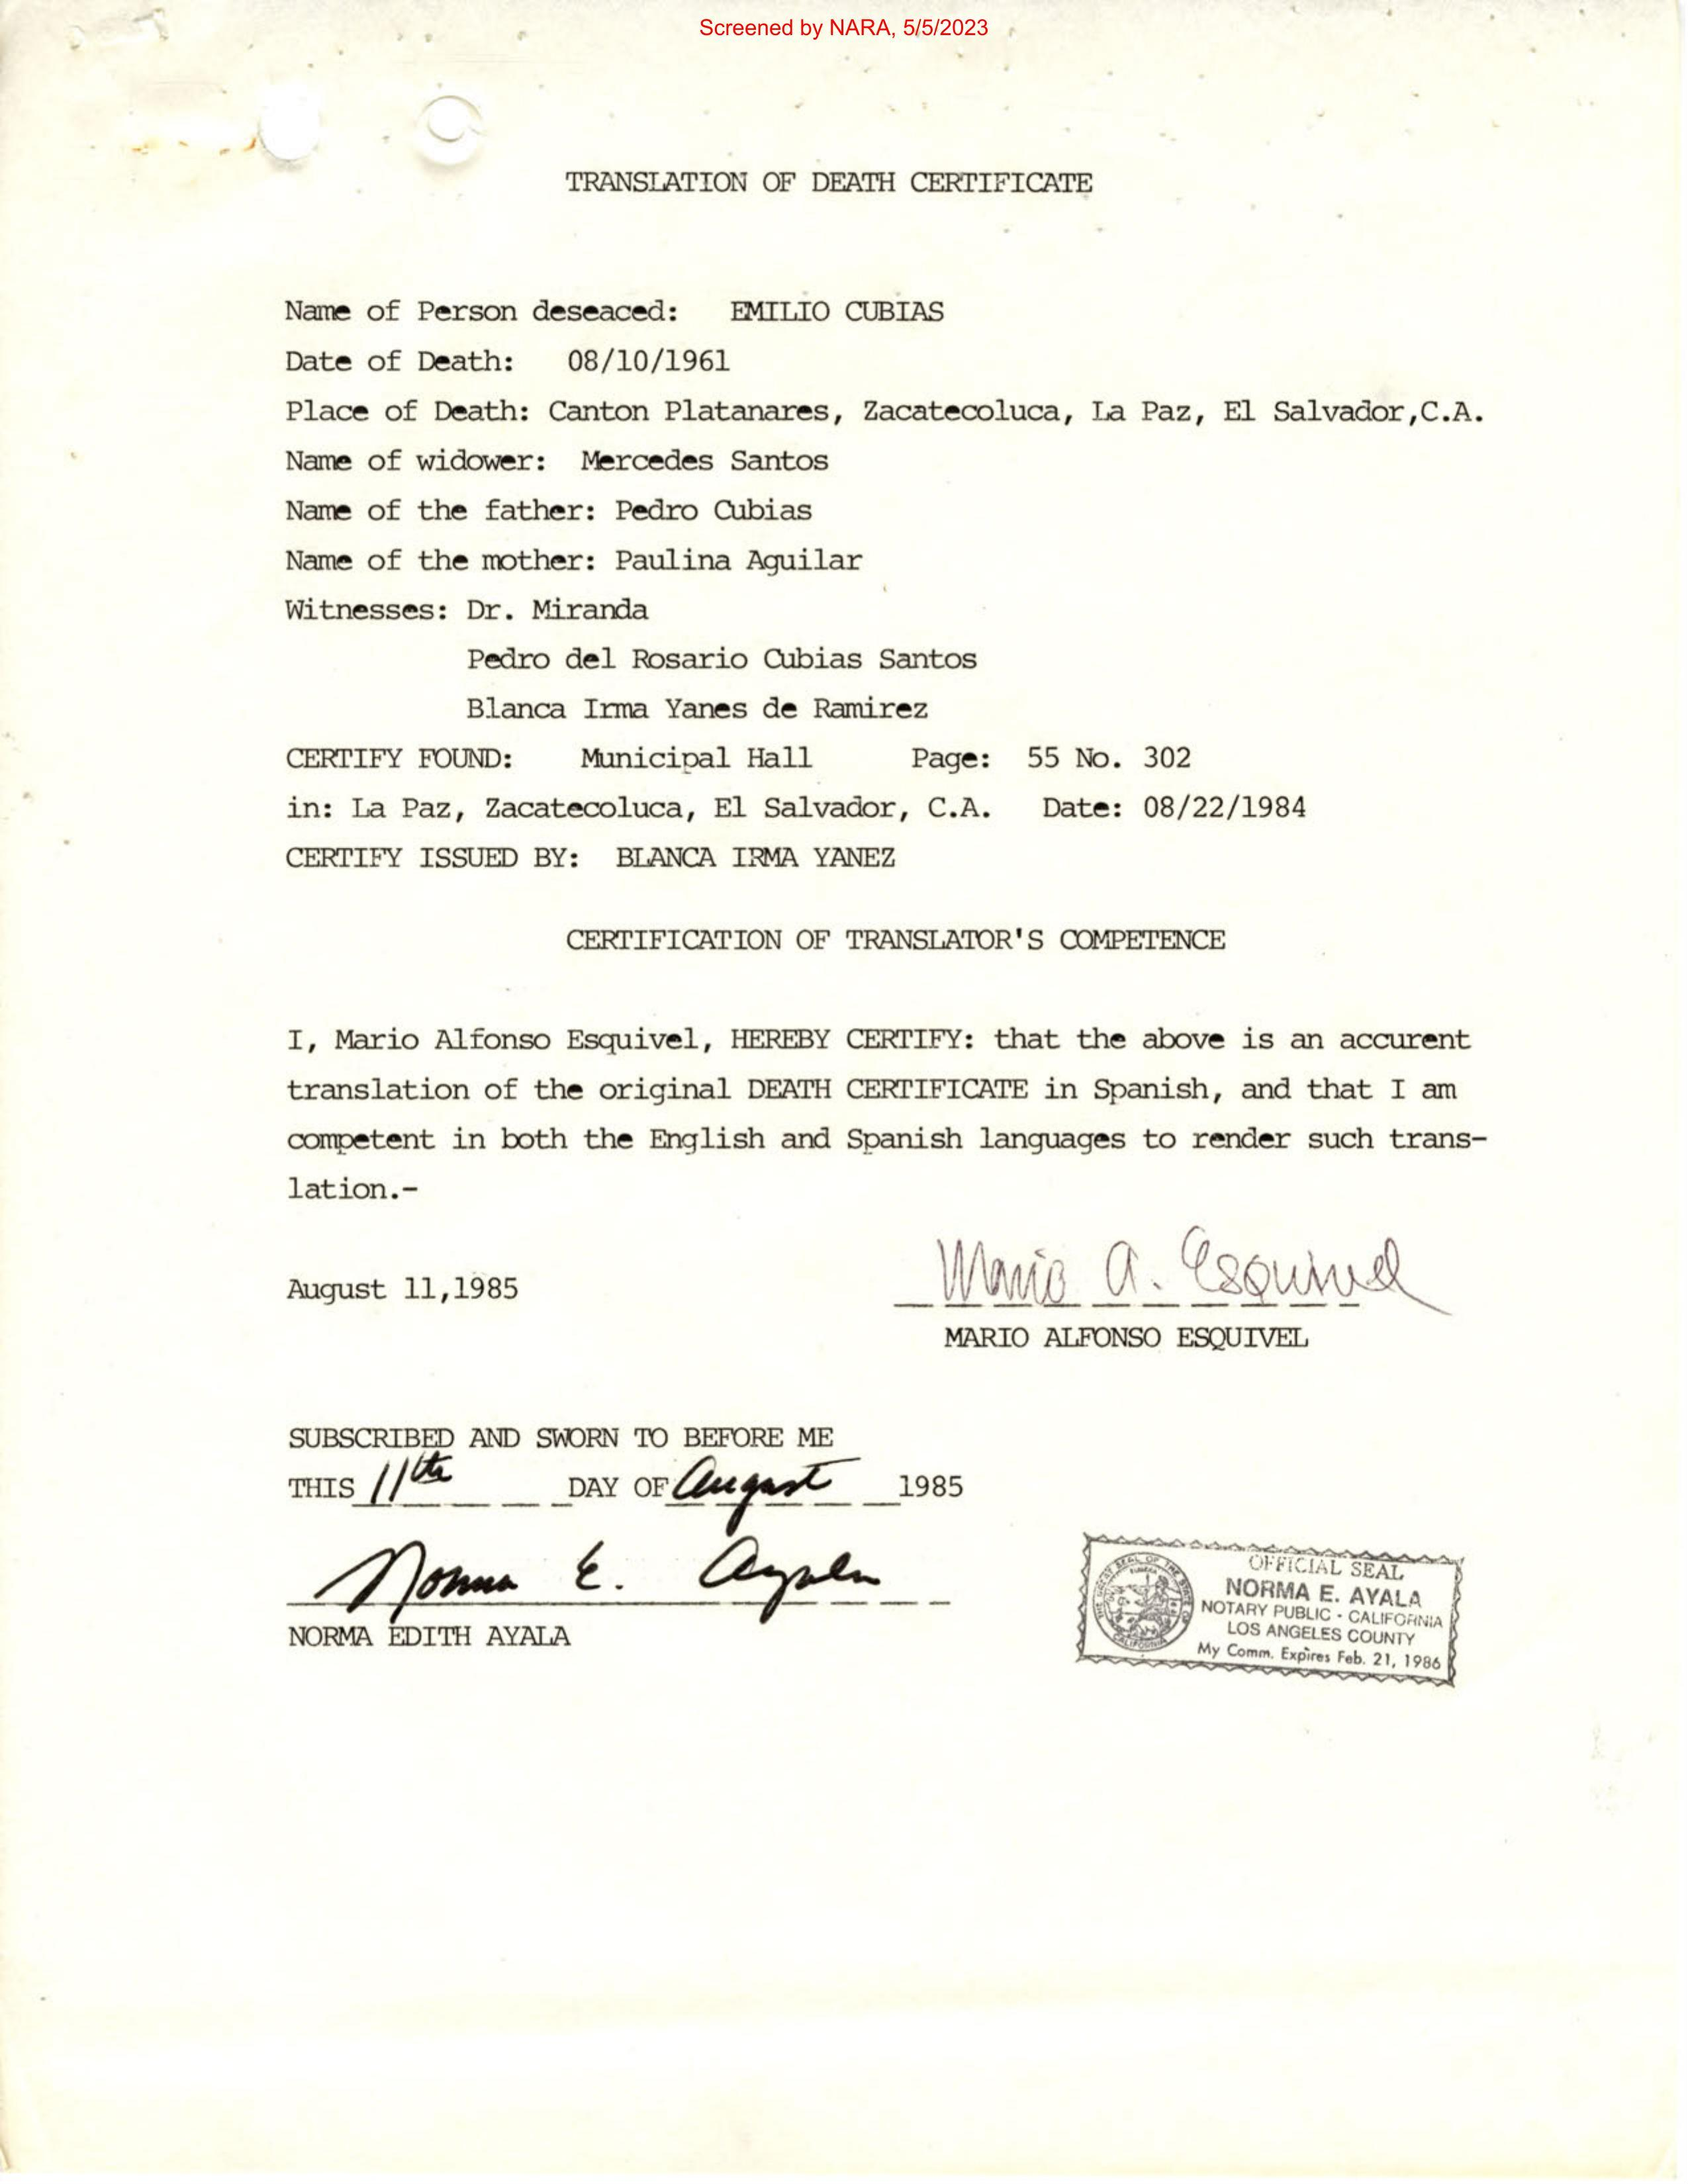 Screened by NARA, 5/5/2023
TRANSLATION OF DEATH CERTIFICATE
Name of Person deseaced: EMILIO CUBIAS
Date of Death: 08/10/1961
Place of Death: Canton Platanares, Zacatecoluca, La Paz, El Salvador,C.A.
Name of widower: Mercedes Santos
Name of the father: Pedro Cubias
Name of the mother: Paulina Aguilar
Witnesses: Dr. Miranda
Pedro del Rosario Cubias Santos
Blanca Irma Yanes de Ramirez
CERTIFY FOUND: Municipal Hall Page: 55 No. 302
in: La Paz, Zacatecoluca, El Salvador, C.A. Date: 08/22/1984
CERTIFY ISSUED BY: BLANCA IRMA YANEZ
CERTIFICATION OF TRANSLATOR'S COMPETENCE
I, Mario Alfonso Esquivel, HEREBY CERTIFY: that the above is an accurent
translation of the original DEATH CERTIFICATE in Spanish, and that I am
competent in both the English and Spanish languages to render such trans-
lation.-
August 11,1985
Mario A. Esquivel
MARIO ALFONSO ESQUIVEL
SUBSCRIBED AND SWORN TO BEFORE ME
THIS 11th DAY OF August 1985
Norma E. Ayala
NORMA EDITH AYALA
OFFICIAL SEAL
NORMA E. AYALA
NOTARY PUBLIC - CALIFORNIA
LOS ANGELES COUNTY
My Comm. Expires Feb. 21, 1986